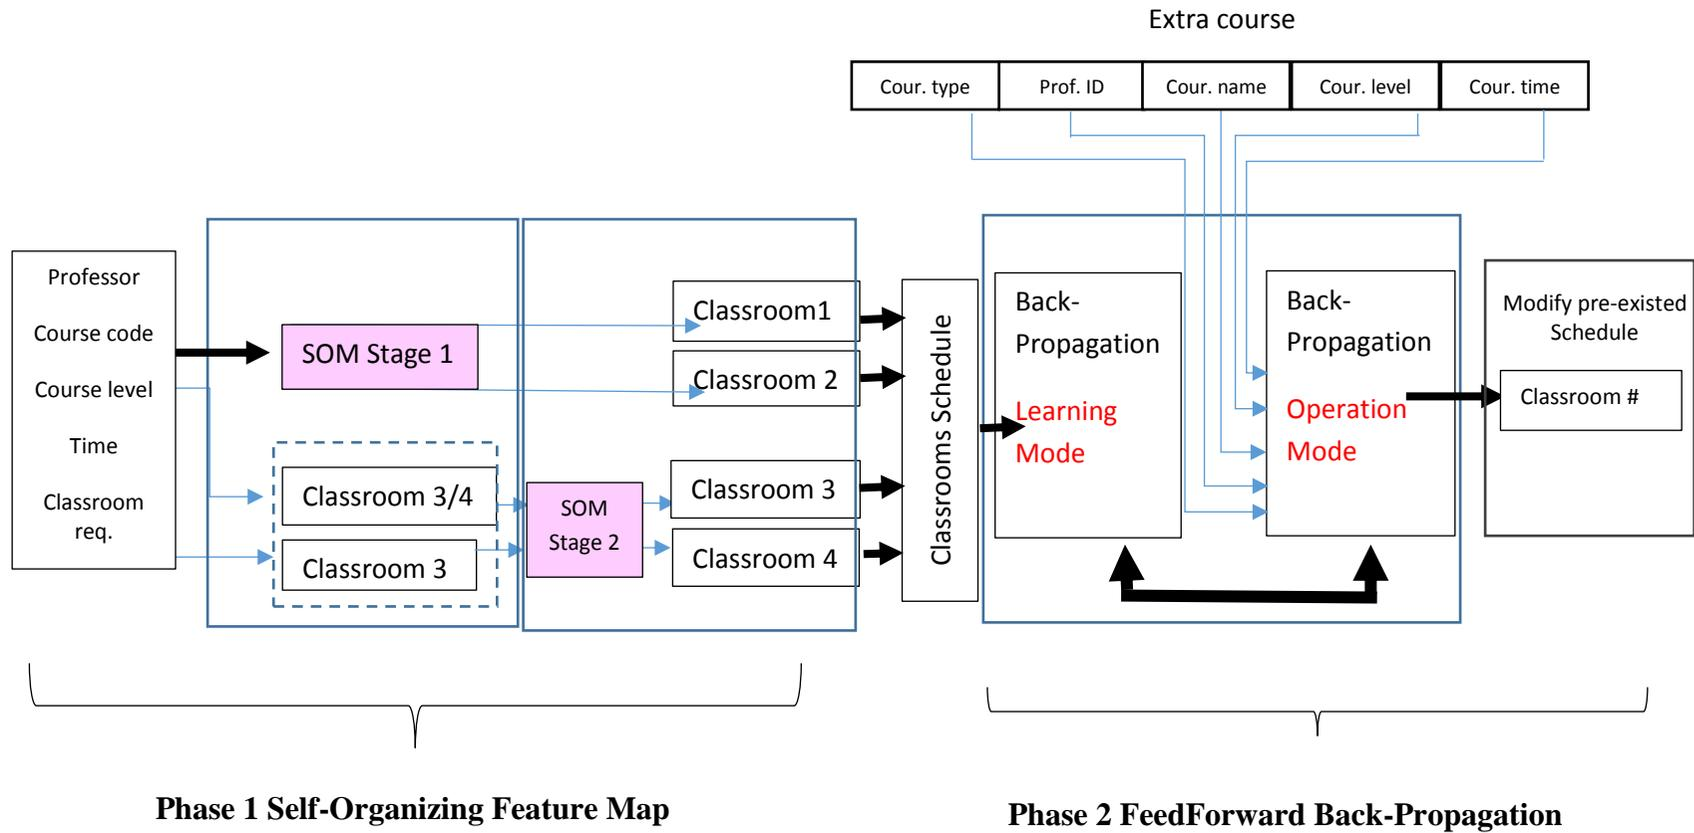 Extra course
Cour. type
Prof. ID
Cour. name
Cour. level
Cour. time
Professor
Course code
Course level
Time
Classroom
req.
SOM Stage 1
Classroom 3/4
Classroom 3
SOM
Stage 2
Classroom1
Classroom 2
Classroom 3
Classroom 4
Classrooms Schedule
Back-
Propagation
Learning
Mode
Back-
Propagation
Operation
Mode
Modify pre-existed
Schedule
Classroom #
Phase 1 Self-Organizing Feature Map
Phase 2 FeedForward Back-Propagation